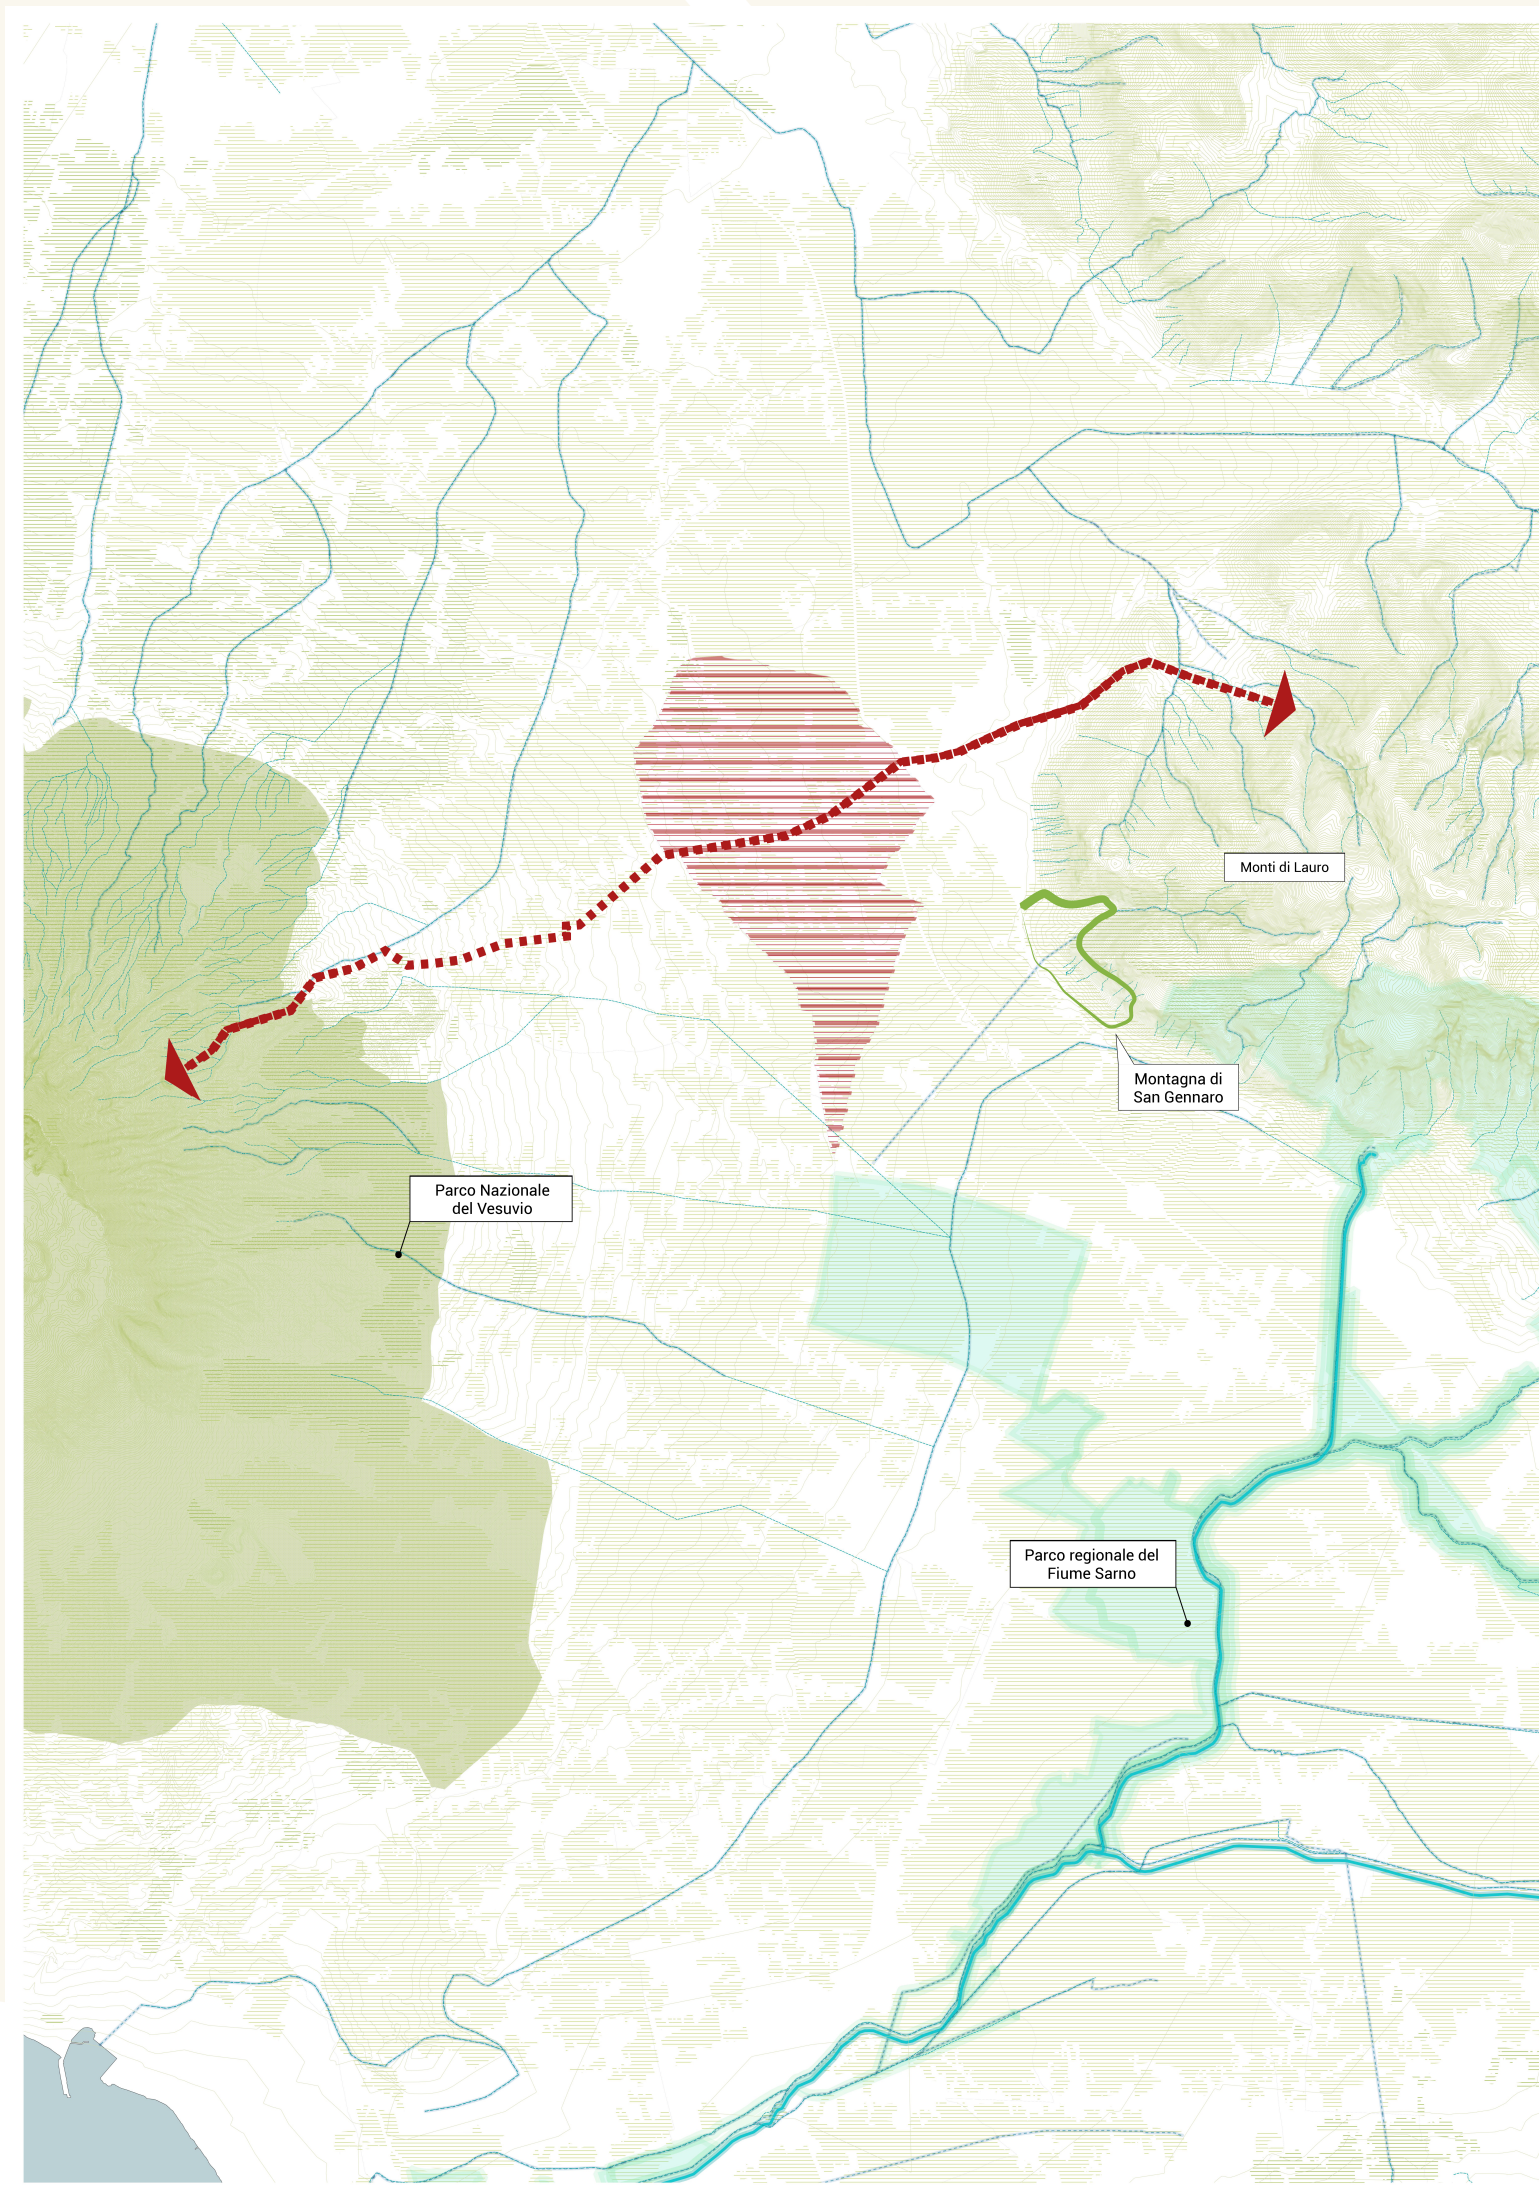 Monti di Lauro
Montagna di
San Gennaro
Parco Nazionale
del Vesuvio
Parco regionale del
Fiume Sarno